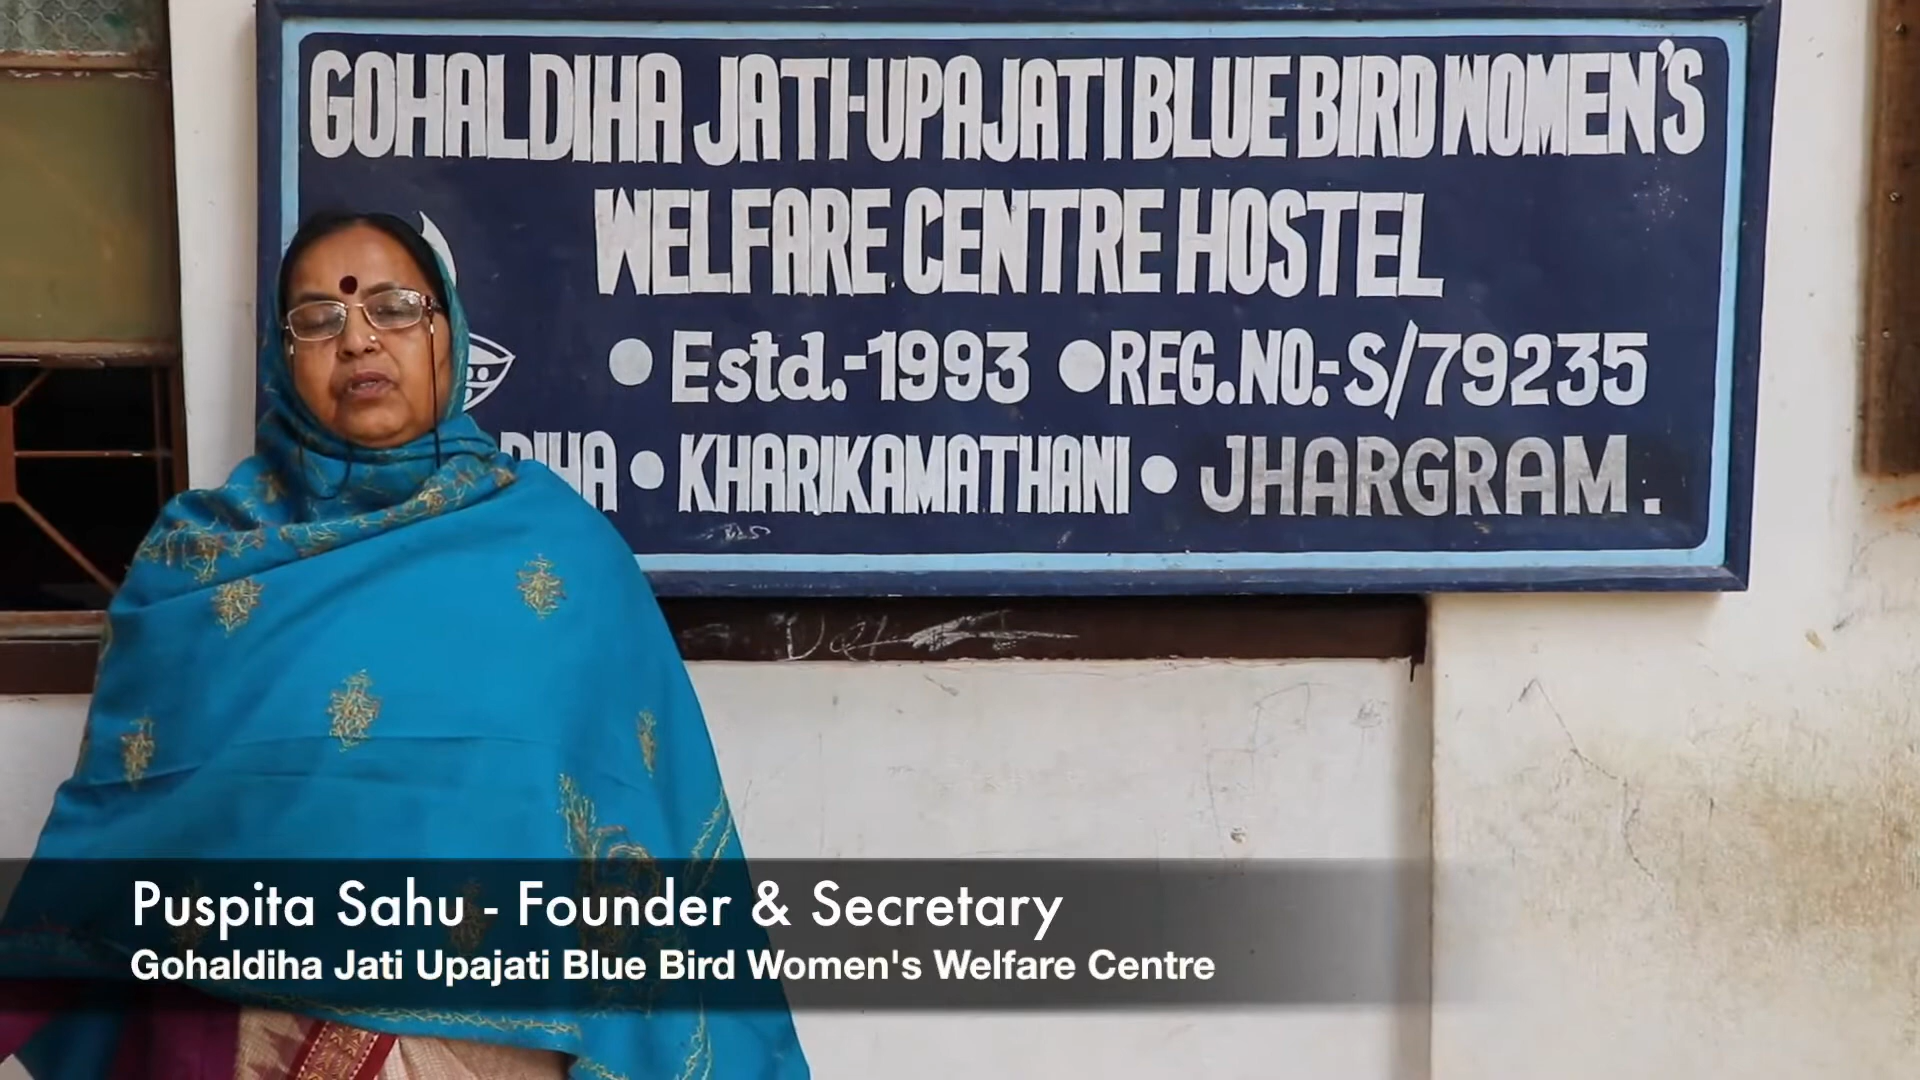 GOHALDIHA JATI-UPAJATI BLUE BIRD WOMEN'S
WELFARE CENTRE HOSTEL
• Estd.-1993 • REG.NO.-S/79235
• KHARIKAMATHANI • JHARGRAM.
Puspita Sahu - Founder & Secretary
Gohaldiha Jati Upajati Blue Bird Women's Welfare Centre